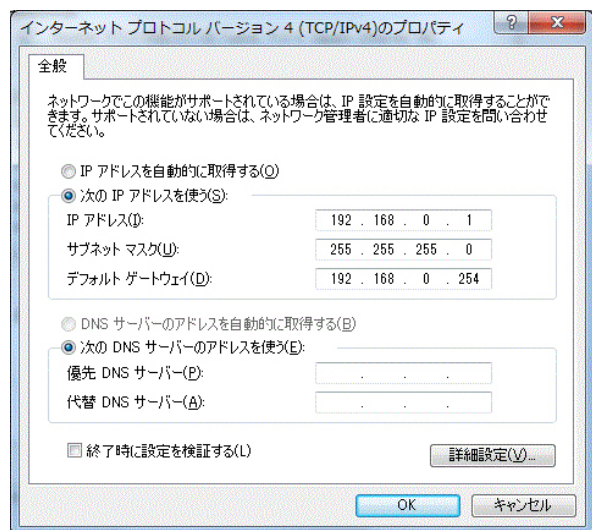 インターネット プロトコル バージョン 4 (TCP/IPv4)のプロパティ
全般
ネットワークでこの機能がサポートされている場合は、IP 設定を自動的に取得することがで
きます。サポートされていない場合は、ネットワーク管理者に適切な IP 設定を問い合わせ
てください。
IP アドレスを自動的に取得する(O)
次の IP アドレスを使う(S):
IP アドレス(I): 192 . 168 . 0 . 1
サブネット マスク(U): 255 . 255 . 255 . 0
デフォルト ゲートウェイ(D): 192 . 168 . 0 . 254
DNS サーバーのアドレスを自動的に取得する(B)
次の DNS サーバーのアドレスを使う(E):
優先 DNS サーバー(P): . . .
代替 DNS サーバー(A): . . .
終了時に設定を検証する(L)
詳細設定(V)...
OK キャンセル